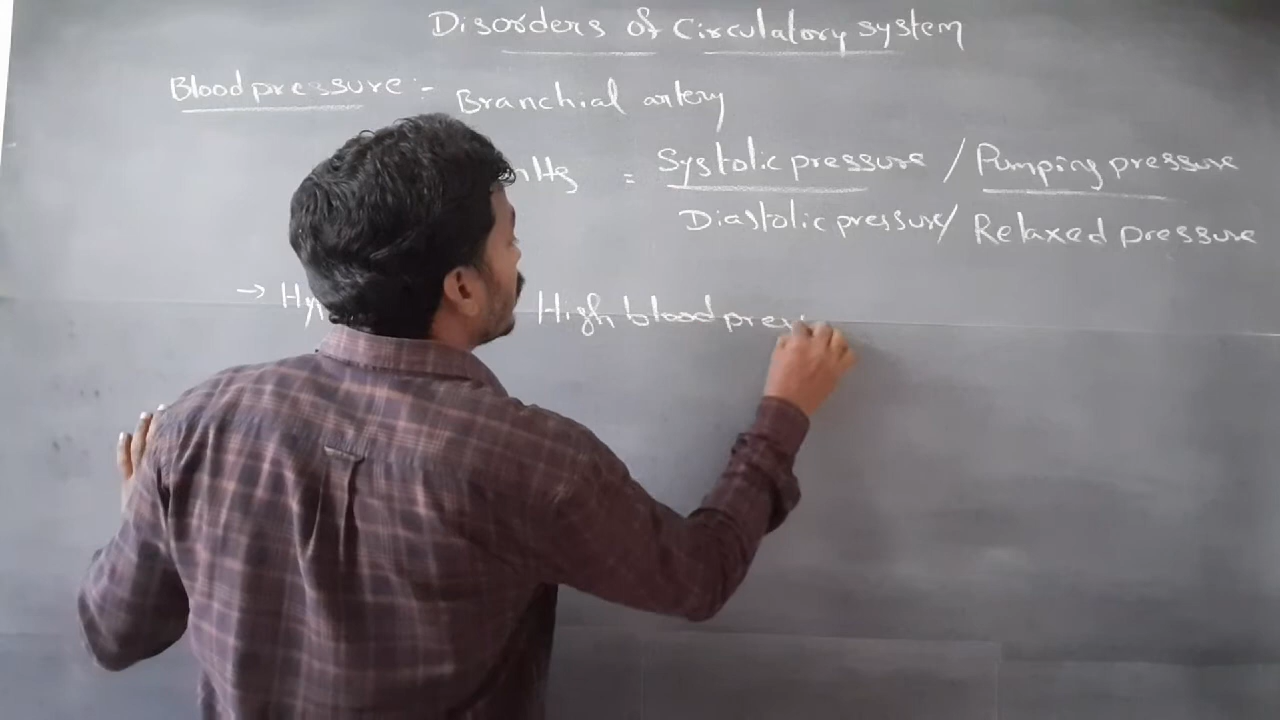 Disorders of Circulatory system
Blood pressure :- Branchial artery
mHg = Systolic pressure / Pumping pressure
Diastolic pressure / Relaxed pressure
→ Hy High blood pres